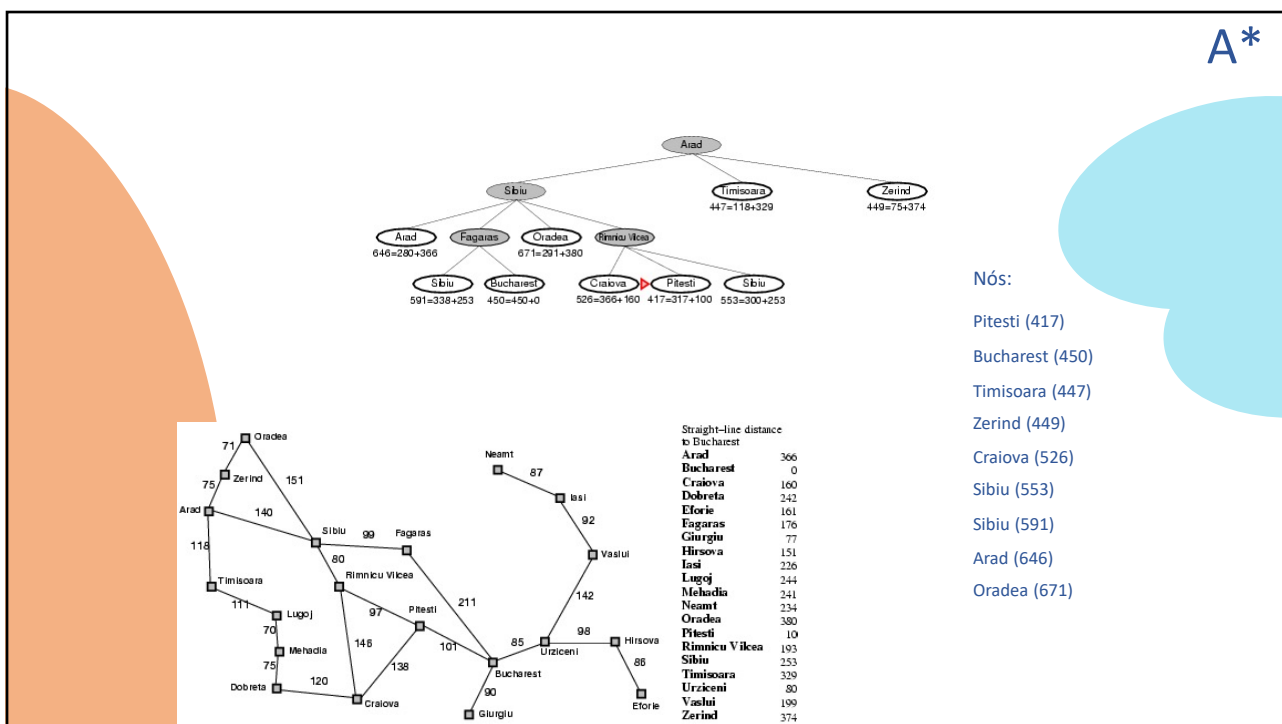 A*
Arad
Sibiu
Timisoara
Zerind
447=118+329
449=75+374
Arad
Fagaras
Oradea
Rimnicu Vilcea
646=280+366
671=291+380
Sibiu
Bucharest
Craiova
Pitesti
Sibiu
591=338+253
450=450+0
526=366+160
417=317+100
553=300+253
Nós:
Pitesti (417)
Bucharest (450)
Timisoara (447)
Zerind (449)
Craiova (526)
Sibiu (553)
Sibiu (591)
Arad (646)
Oradea (671)
Oradea
71
Zerind
151
75
Arad
140
118
Sibiu
99
Fagaras
80
Timisoara
Rimnicu Vilcea
111
Lugoj
97
Pitesti
211
70
Mehadia
146
101
75
138
Dobreta
120
Craiova
Bucharest
90
Giurgiu
85
Urziceni
98
Hirsova
86
Eforie
142
Vaslui
92
Iasi
87
Neamt
Straight–line distance
to Bucharest
Arad 366
Bucharest 0
Craiova 160
Dobreta 242
Eforie 161
Fagaras 176
Giurgiu 77
Hirsova 151
Iasi 226
Lugoj 244
Mehadia 241
Neamt 234
Oradea 380
Pitesti 10
Rimnicu Vilcea 193
Sibiu 253
Timisoara 329
Urziceni 80
Vaslui 199
Zerind 374